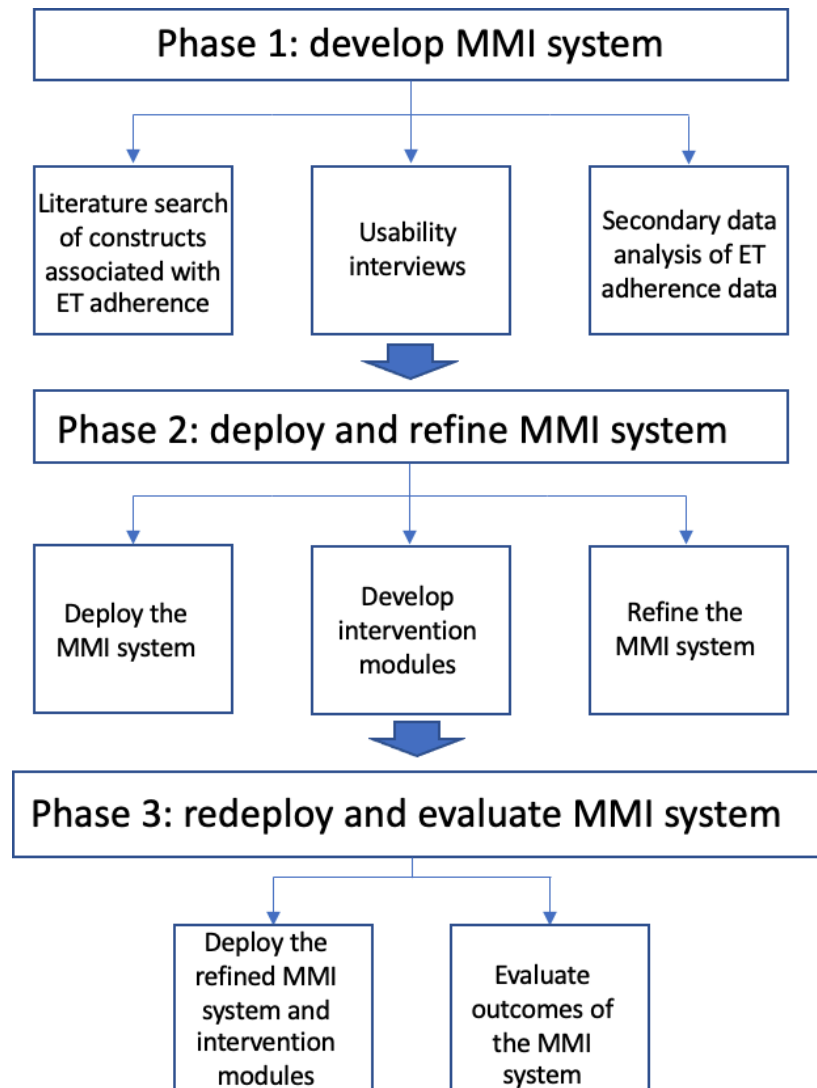 Phase 1: develop MMI system
Literature search
of constructs
associated with
ET adherence
Usability
interviews
Secondary data
analysis of ET
adherence data
Phase 2: deploy and refine MMI system
Deploy the
MMI system
Develop
intervention
modules
Refine the
MMI system
Phase 3: redeploy and evaluate MMI system
Deploy the
refined MMI
system and
intervention
modules
Evaluate
outcomes of
the MMI
system